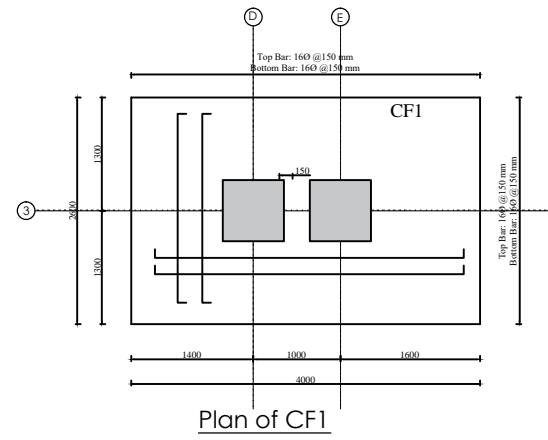 D
E
Top Bar: 16Ø @150 mm
Bottom Bar: 16Ø @150 mm
CF1
1300
150
3
2600
1300
Top Bar: 16Ø @150 mm
Bottom Bar: 16Ø @150 mm
1400
1000
1600
4000
Plan of CF1